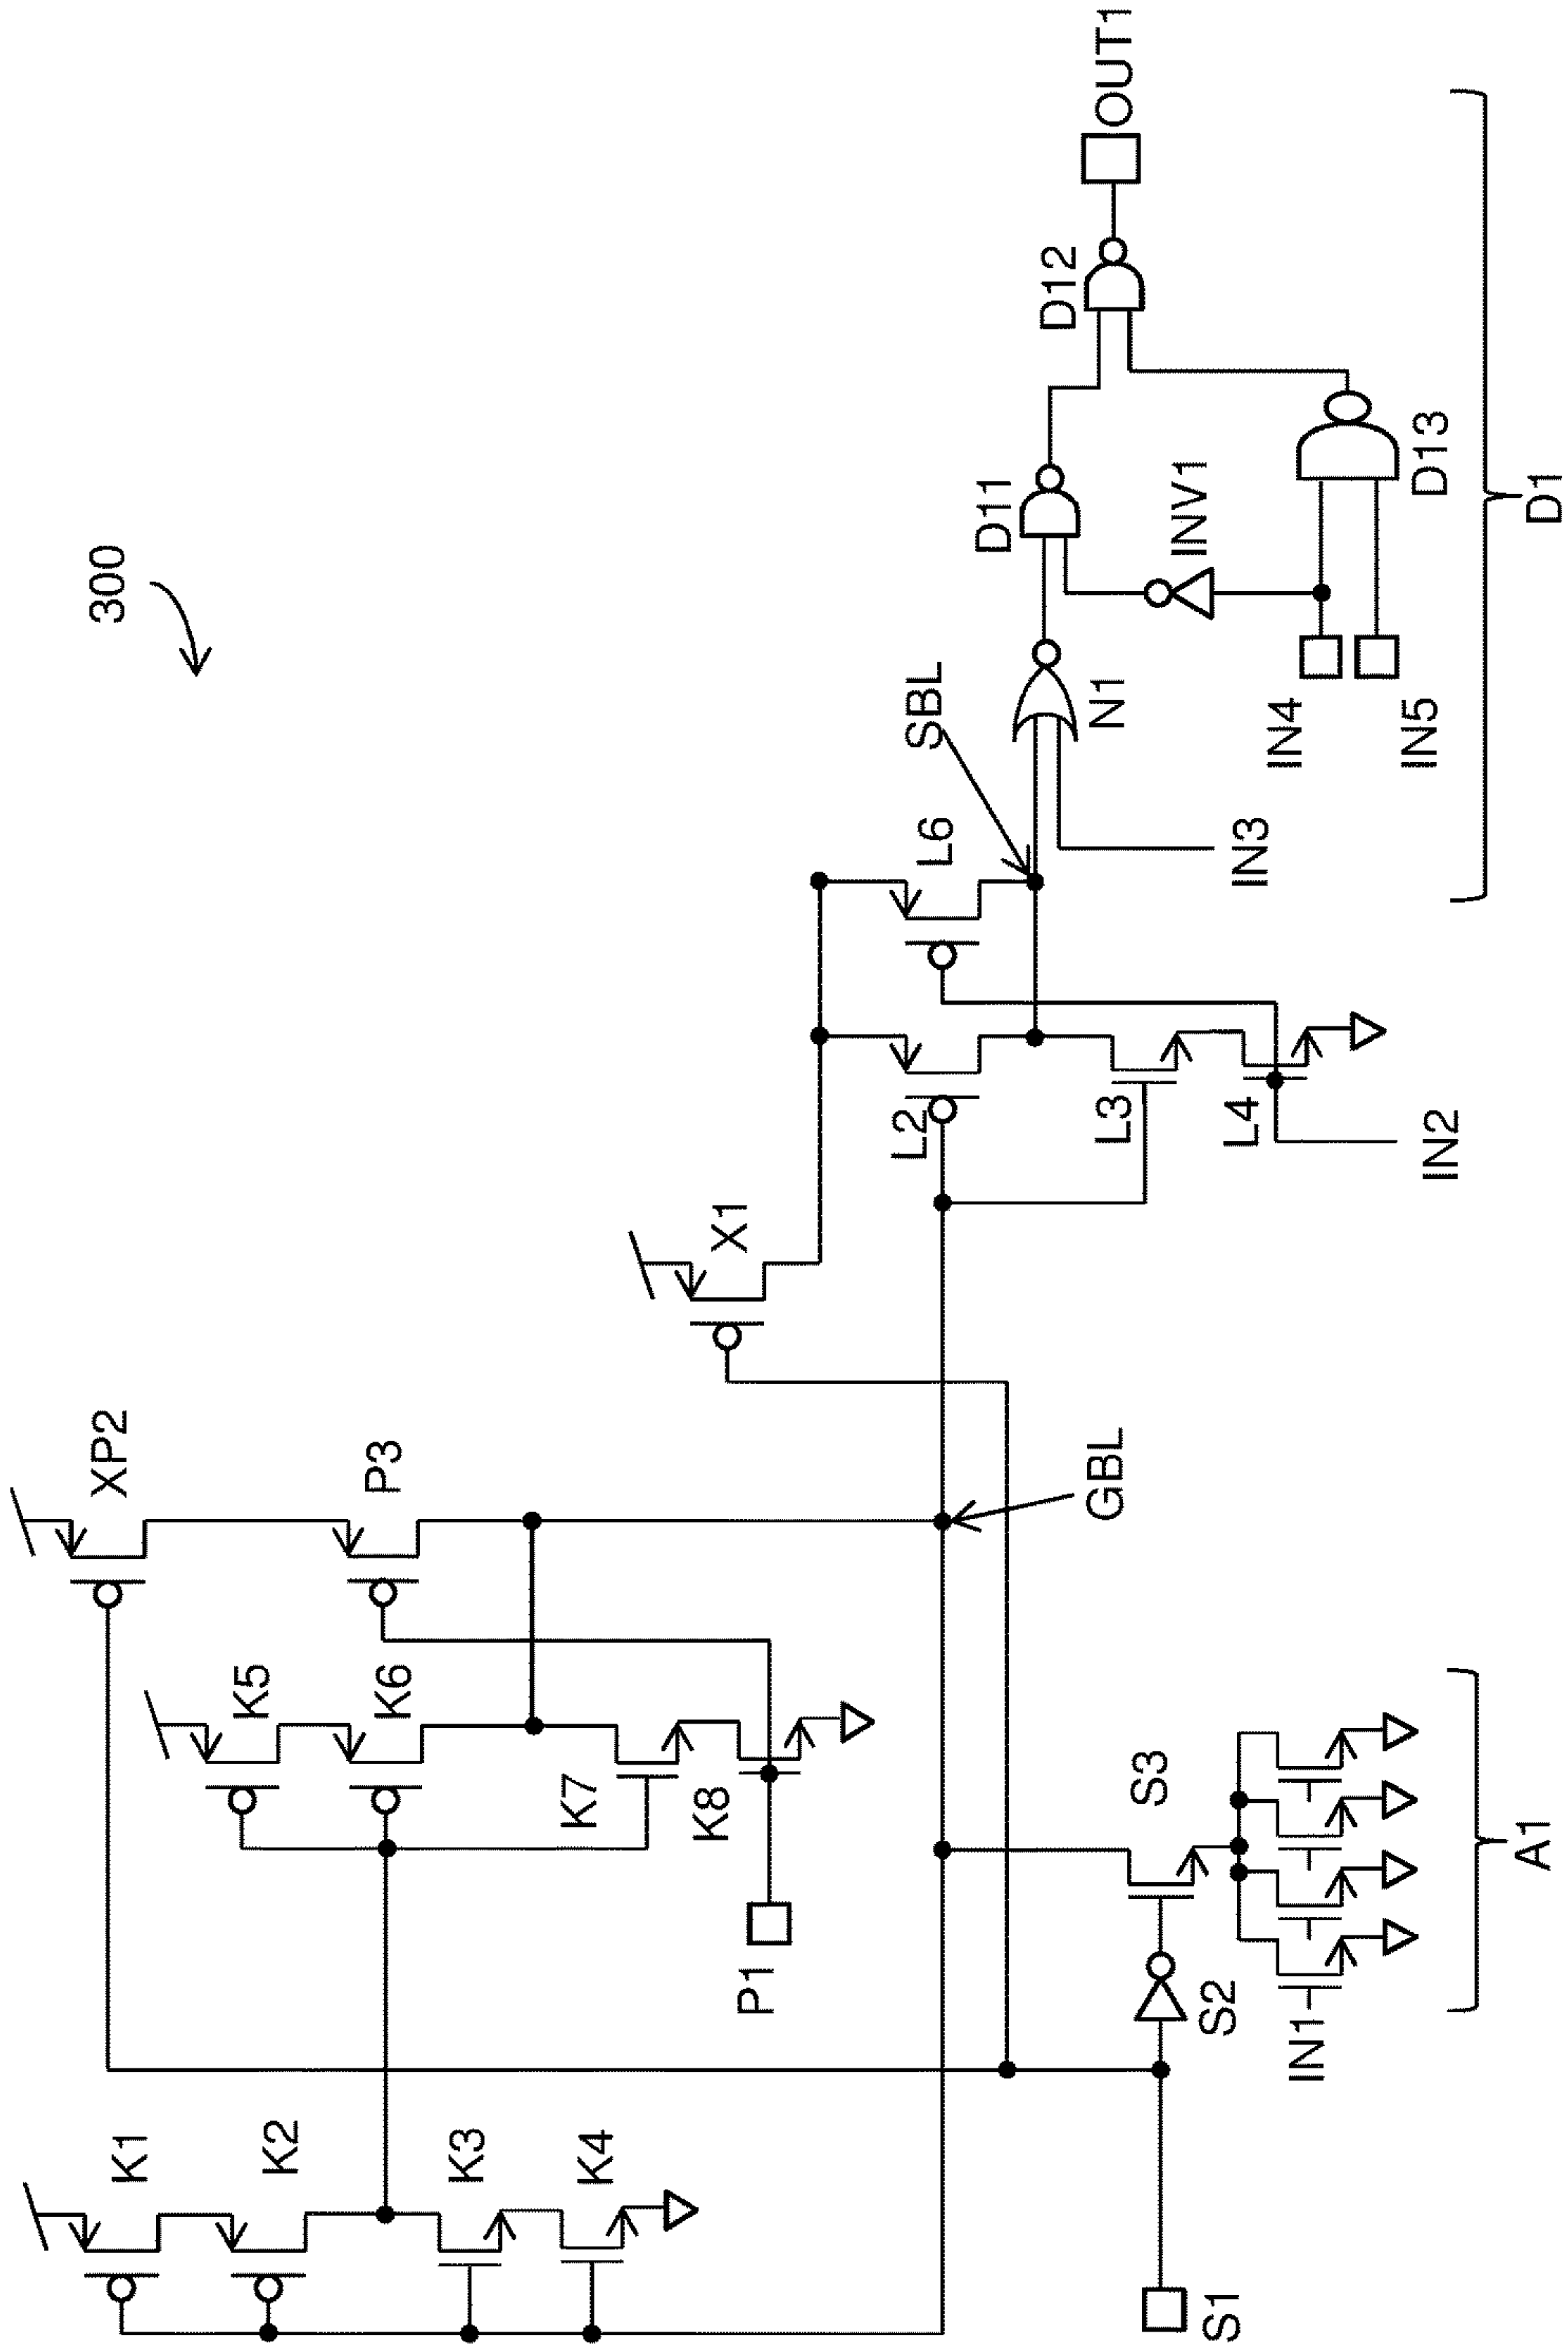 300
K1
K2
K3
K4
K5
K6
K7
K8
P1
XP2
P3
GBL
X1
S1
S2
S3
IN1
A1
L2
L3
L4
L6
IN2
SBL
IN3
N1
IN4
IN5
D11
INV1
D12
D13
OUT1
D1